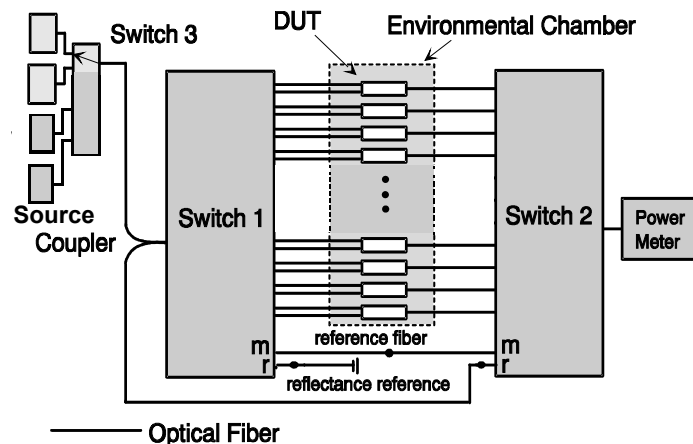 Switch 3
DUT
Environmental Chamber
Source
Coupler
Switch 1
Switch 2
Power
Meter
m
r
reference fiber
reflectance reference
m
r
Optical Fiber